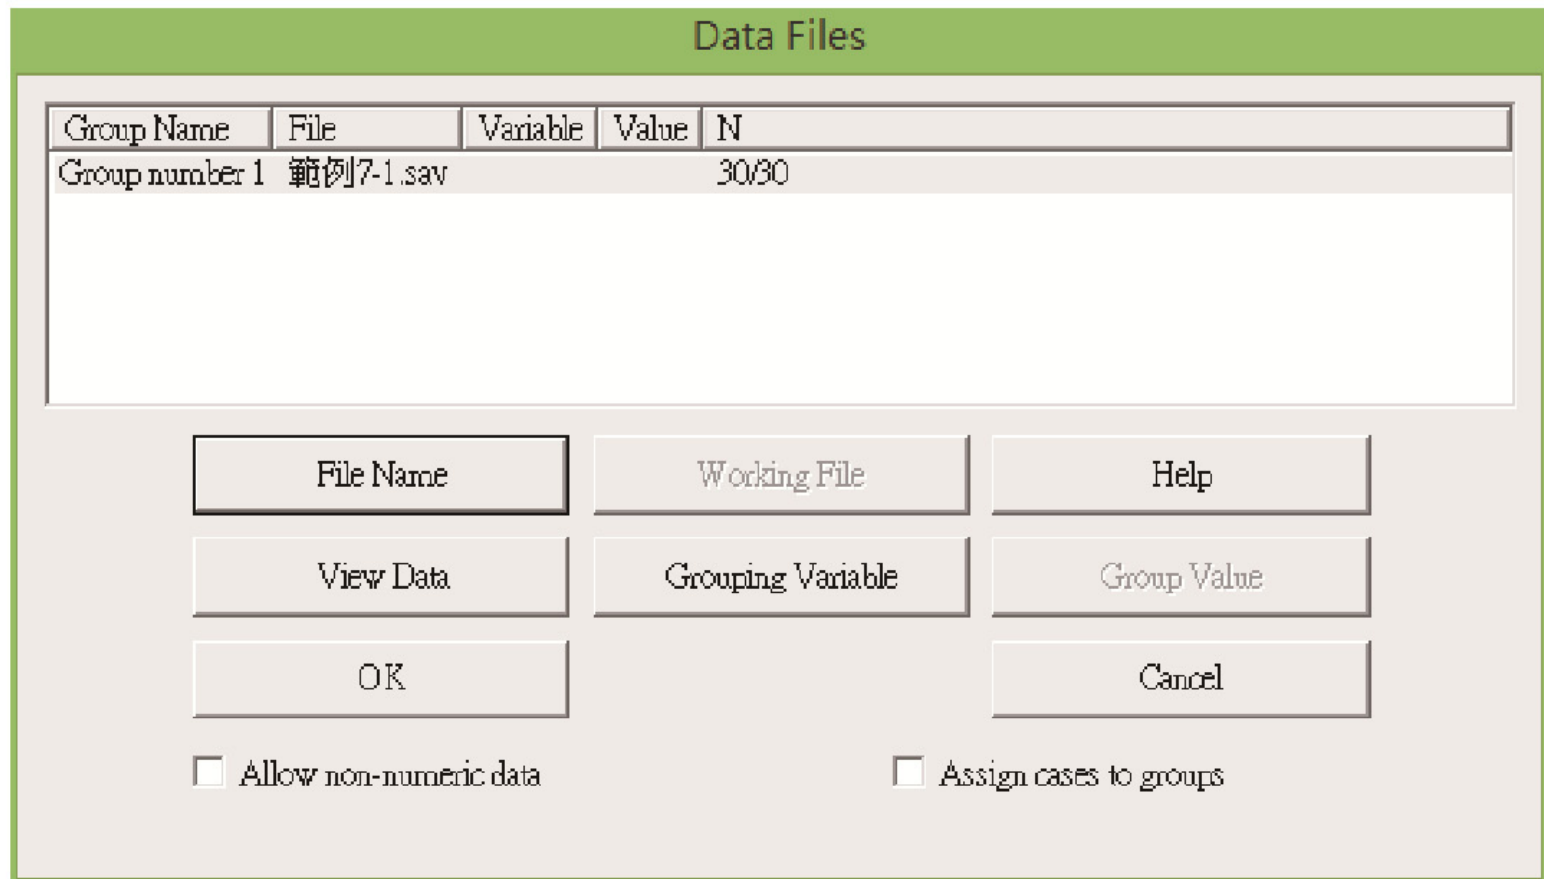 Data Files
Group Name File Variable Value N
Group number 1 範例7-1.sav 30/30
File Name Working File Help
View Data Grouping Variable Group Value
OK Cancel
Allow non-numeric data Assign cases to groups